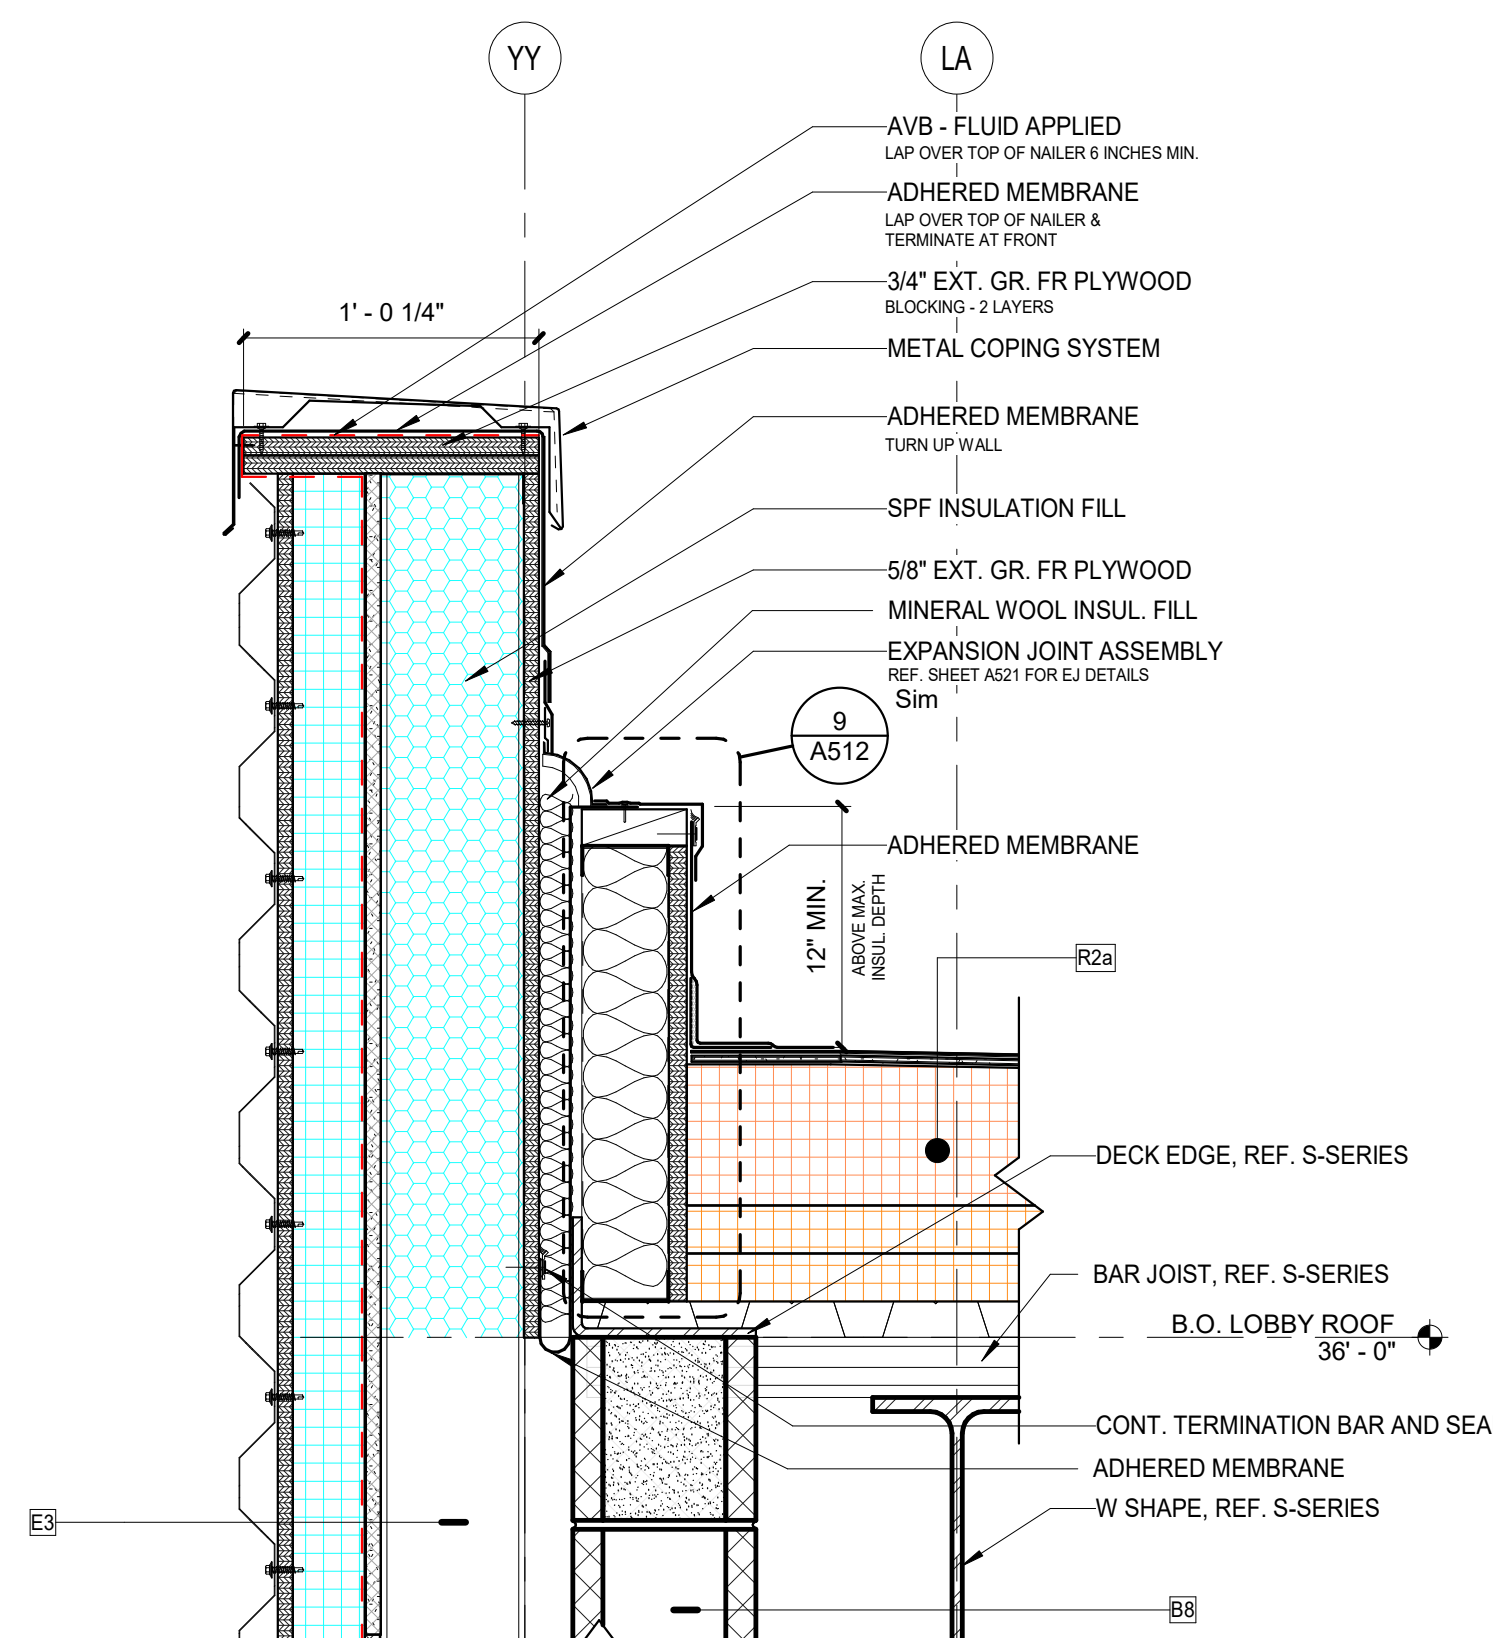 YY
LA
AVB - FLUID APPLIED
LAP OVER TOP OF NAILER 6 INCHES MIN.
ADHERED MEMBRANE
LAP OVER TOP OF NAILER &
TERMINATE AT FRONT
3/4" EXT. GR. FR PLYWOOD
BLOCKING - 2 LAYERS
1' - 0 1/4"
METAL COPING SYSTEM
ADHERED MEMBRANE
TURN UP WALL
SPF INSULATION FILL
5/8" EXT. GR. FR PLYWOOD
MINERAL WOOL INSUL. FILL
EXPANSION JOINT ASSEMBLY
REF. SHEET A521 FOR EJ DETAILS
Sim
9
A512
ADHERED MEMBRANE
12" MIN.
ABOVE MAX.
INSUL. DEPTH
R2a
DECK EDGE, REF. S-SERIES
BAR JOIST, REF. S-SERIES
B.O. LOBBY ROOF
36' - 0"
CONT. TERMINATION BAR AND SEA
ADHERED MEMBRANE
W SHAPE, REF. S-SERIES
E3
B8